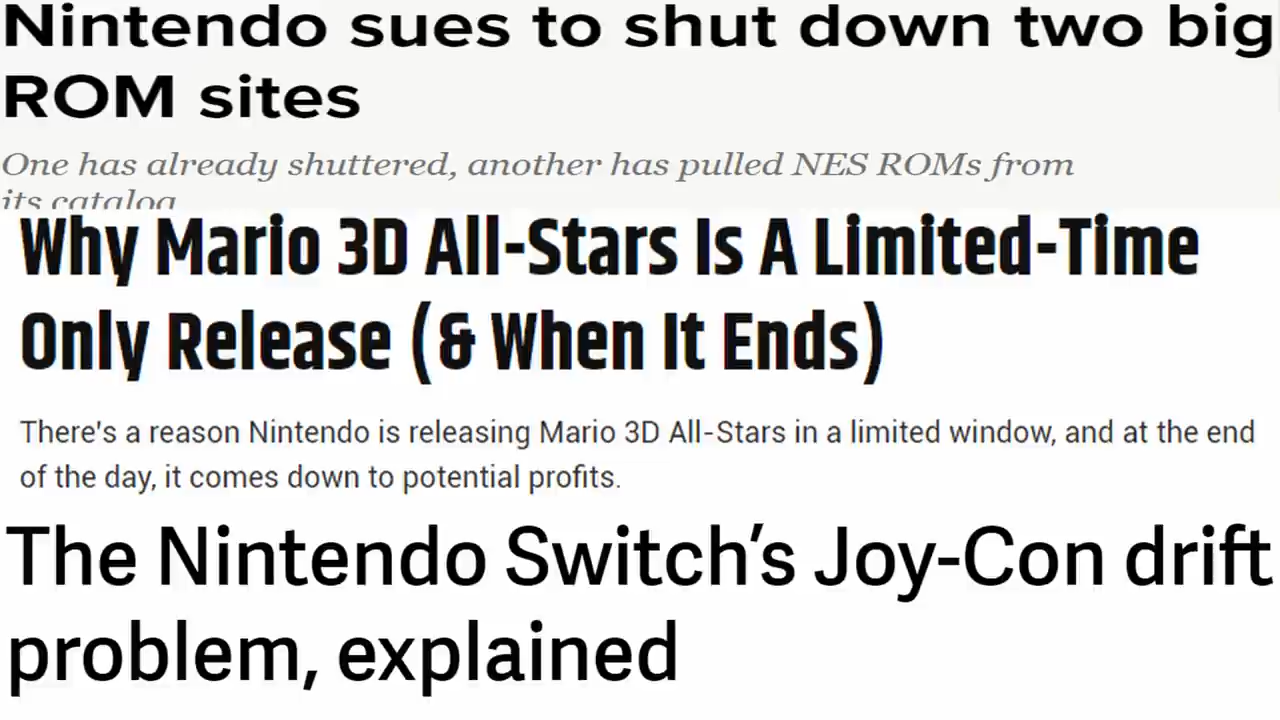 Nintendo sues to shut down two big
ROM sites
One has already shuttered, another has pulled NES ROMs from
its catalog
Why Mario 3D All-Stars Is A Limited-Time
Only Release (& When It Ends)
There's a reason Nintendo is releasing Mario 3D All-Stars in a limited window, and at the end
of the day, it comes down to potential profits.
The Nintendo Switch’s Joy-Con drift
problem, explained